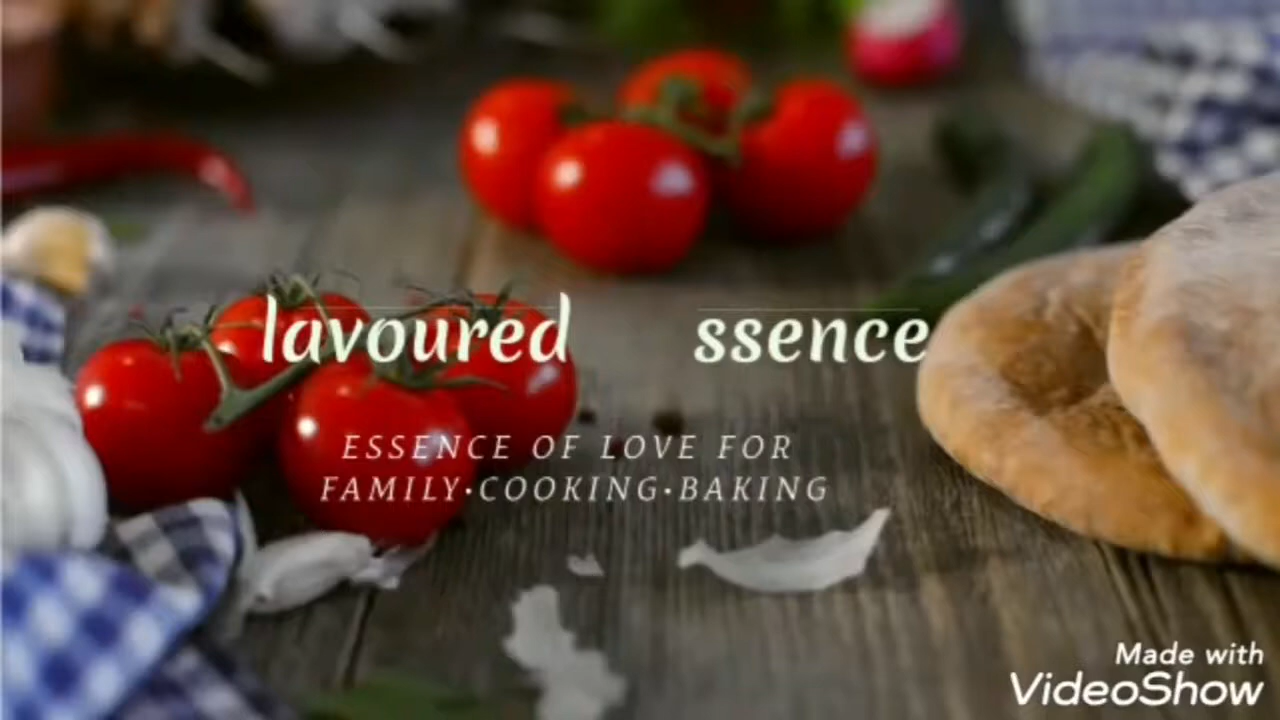 lavoured ssence
ESSENCE OF LOVE FOR
FAMILY•COOKING•BAKING
Made with
VideoShow